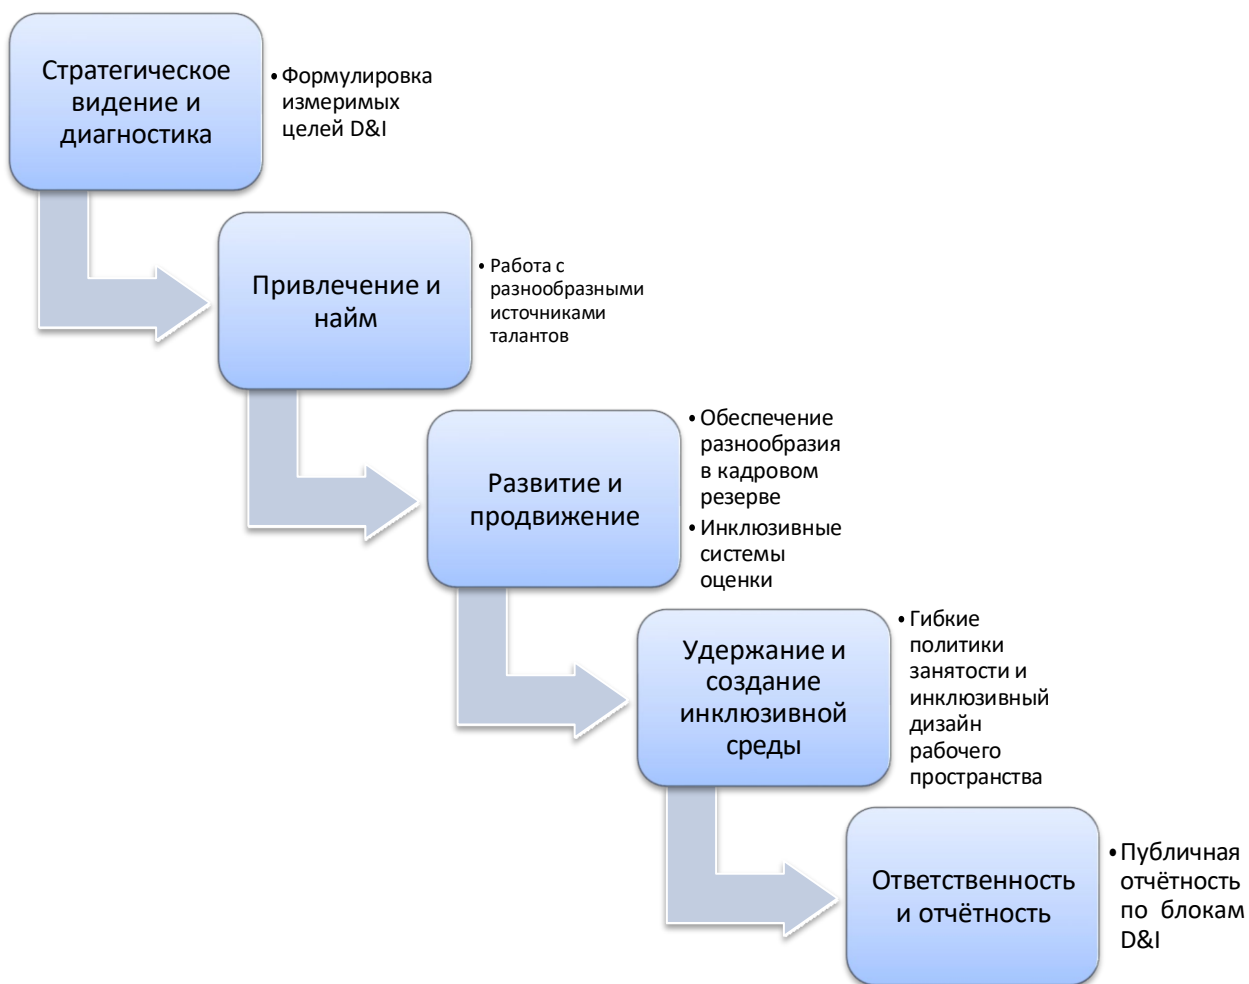 Стратегическое
видение и
диагностика
• Формулировка
измеримых
целей D&I
Привлечение и
найм
• Работа с
разнообразными
источниками
талантов
Развитие и
продвижение
• Обеспечение
разнообразия
в кадровом
резерве
• Инклюзивные
системы
оценки
Удержание и
создание
инклюзивной
среды
• Гибкие
политики
занятости и
инклюзивный
дизайн
рабочего
пространства
Ответственность
и отчётность
• Публичная
отчётность
по блокам
D&I